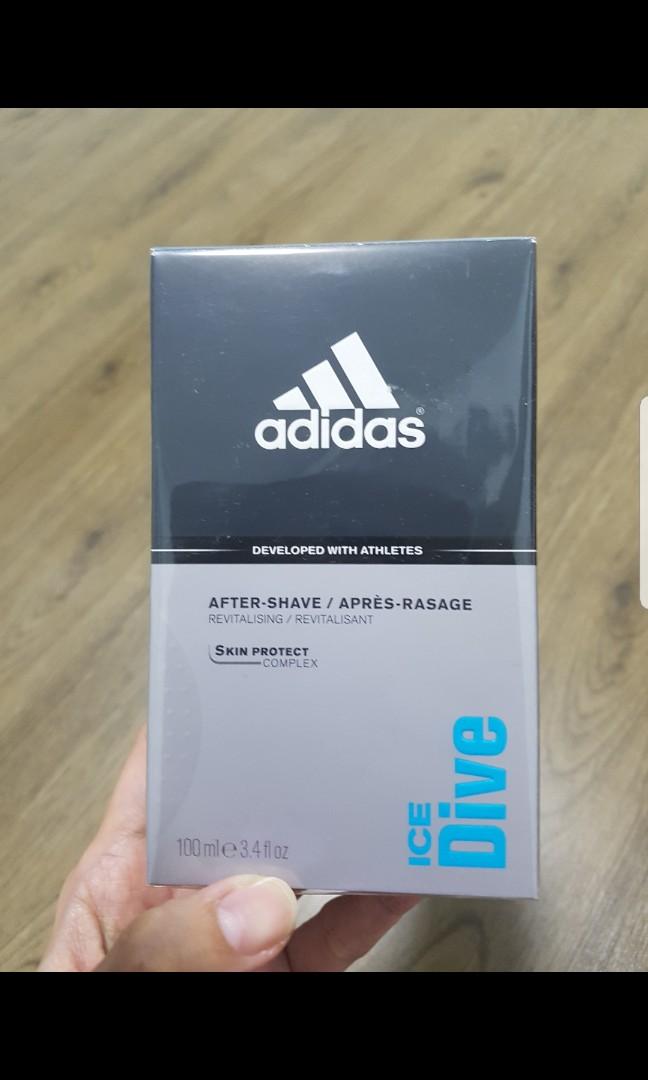 adidas®
DEVELOPED WITH ATHLETES
AFTER-SHAVE / APRÈS-RASAGE
REVITALISING / REVITALISANT
SKIN PROTECT
COMPLEX
ICE
Dive
100 ml ℮ 3.4 fl oz